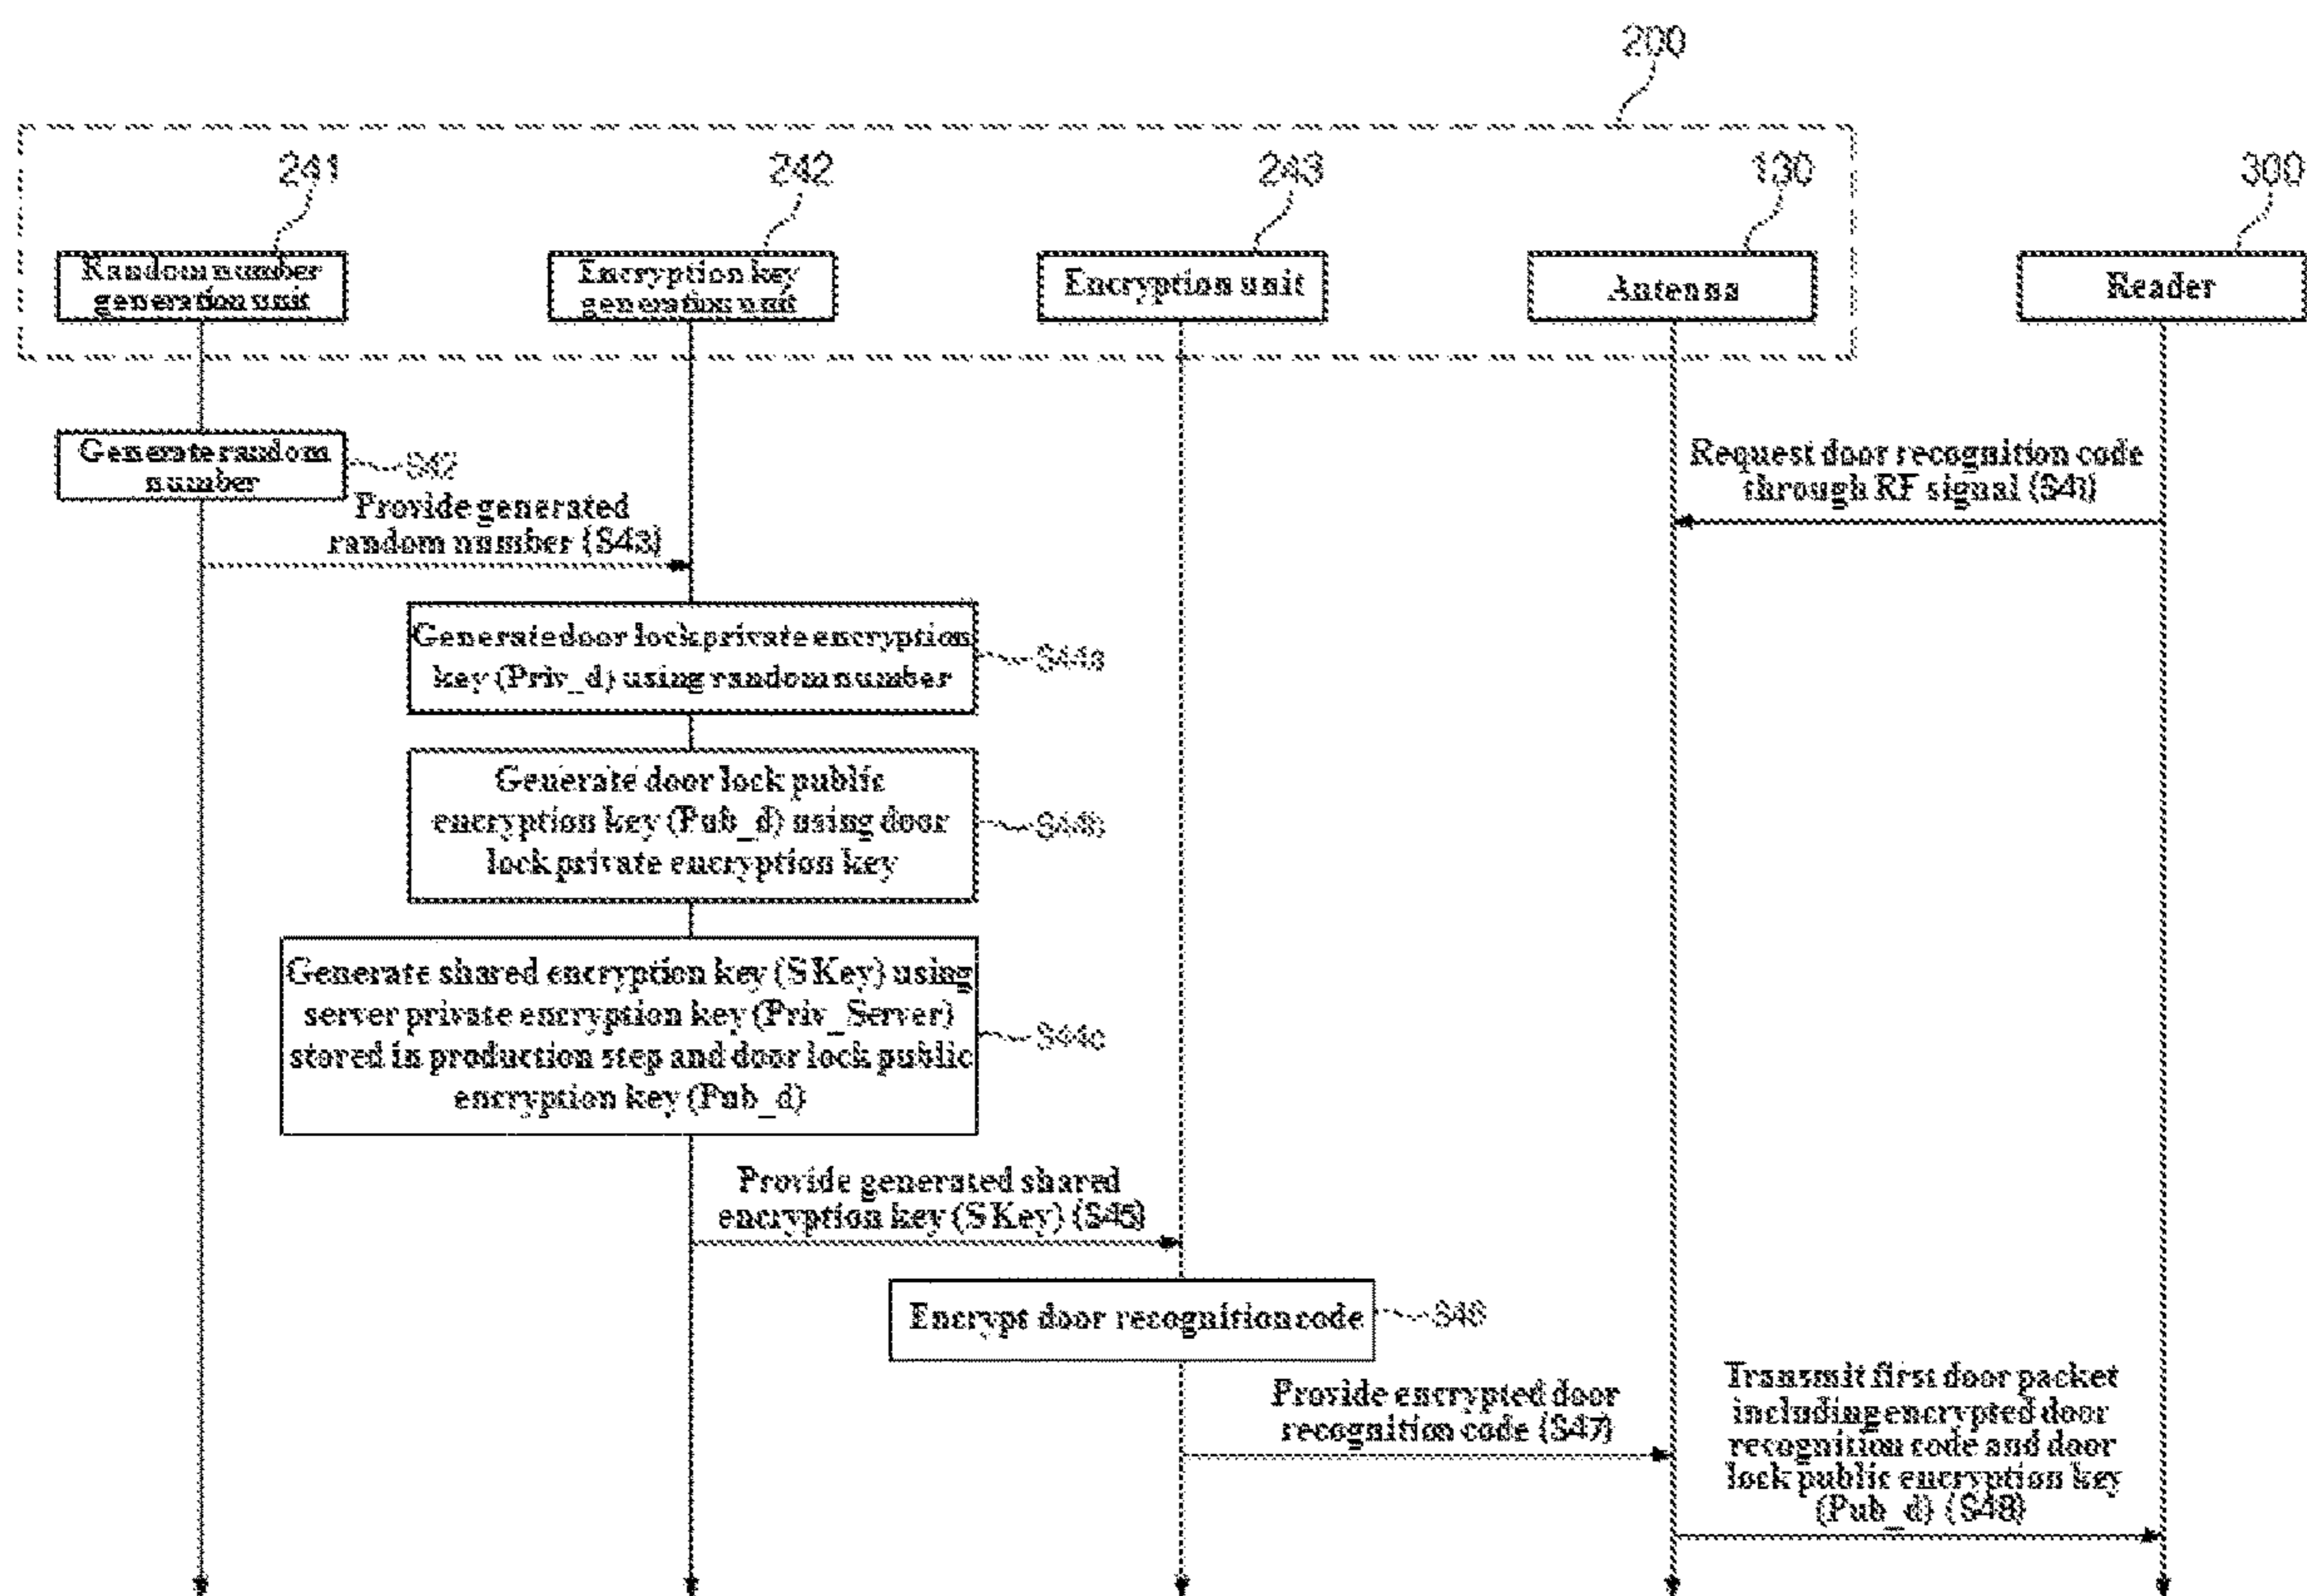 200
241
242
243
130
300
Random number
generation unit
Encryption key
generation unit
Encryption unit
Antenna
Reader
Generate random
number
S42
Request door recognition code
through RF signal (S41)
Provide generated
random number (S43)
Generate door lock private encryption
key (Priv_d) using random number
S44a
Generate door lock public
encryption key (Pub_d) using door
lock private encryption key
S44b
Generate shared encryption key (S Key) using
server private encryption key (Priv_Server)
stored in production step and door lock public
encryption key (Pub_d)
S44c
Provide generated shared
encryption key (S Key) (S45)
Encrypt door recognition code
S46
Provide encrypted door
recognition code (S47)
Transmit first door packet
including encrypted door
recognition code and door
lock public encryption key
(Pub_d) (S48)